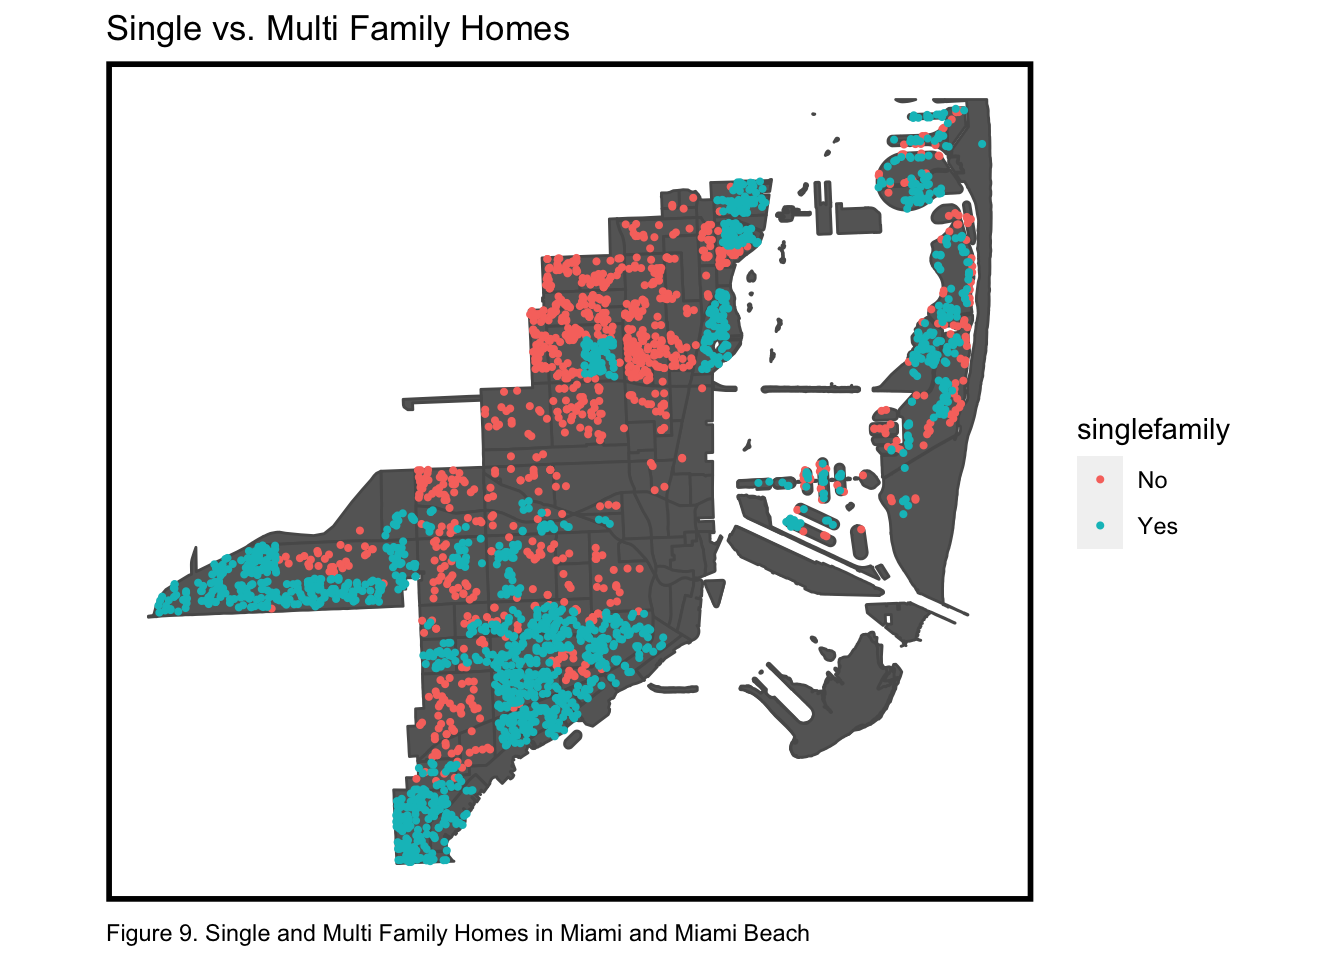 Single vs. Multi Family Homes
singlefamily
No
Yes
Figure 9. Single and Multi Family Homes in Miami and Miami Beach